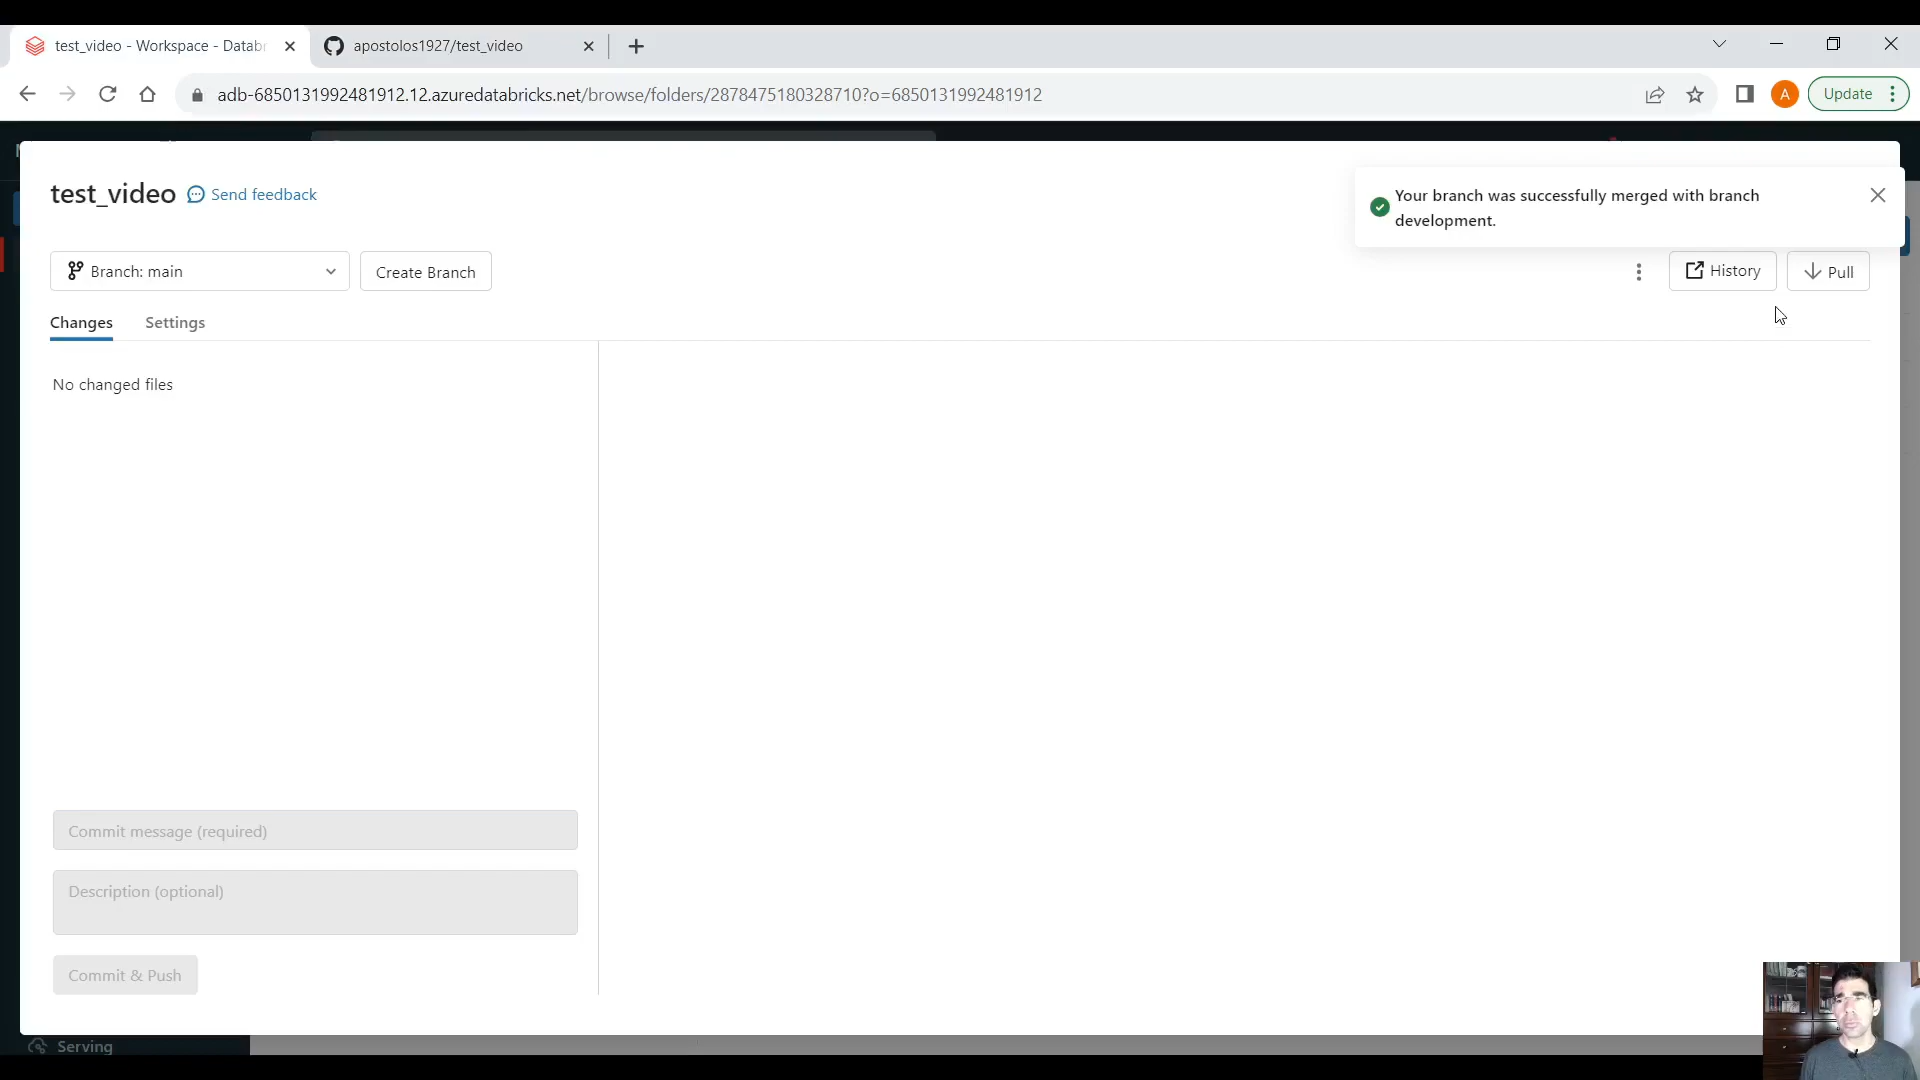 test_video - Workspace - Datab
apostolos1927/test_video
adb-6850131992481912.12.azuredatabricks.net/browse/folders/2878475180328710?o=6850131992481912
A
Update
test_video
Send feedback
Your branch was successfully merged with branch
development.
Branch: main
Create Branch
History
Pull
Changes
Settings
No changed files
Commit message (required)
Description (optional)
Commit & Push
Serving